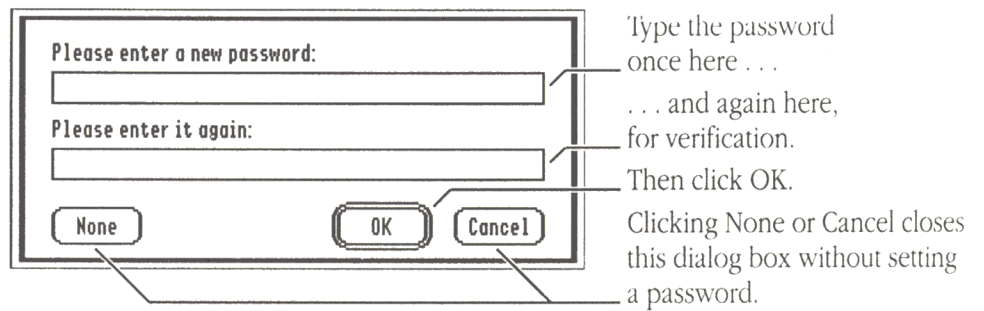 Please enter a new password:
Please enter it again:
None
OK
Cancel
Type the password
once here . . .
. . . and again here,
for verification.
Then click OK.
Clicking None or Cancel closes
this dialog box without setting
a password.